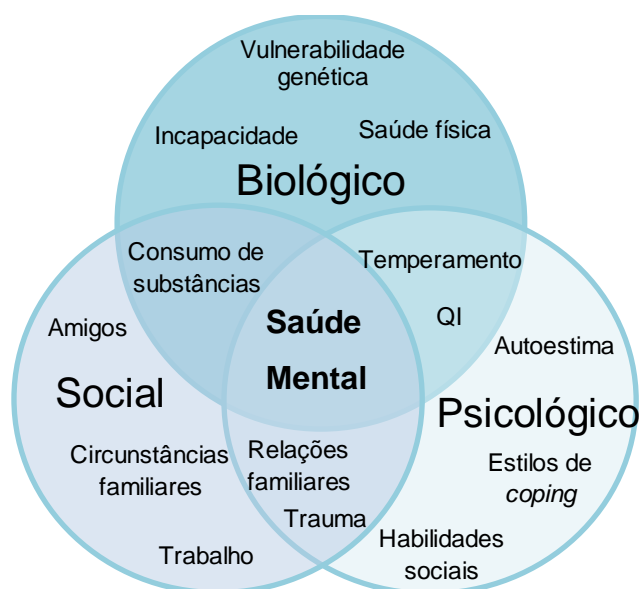 Vulnerabilidade
genética
Incapacidade
Saúde física
Biológico
Consumo de
substâncias
Temperamento
QI
Saúde
Mental
Amigos
Social
Autoestima
Psicológico
Circunstâncias
familiares
Relações
familiares
Estilos de
coping
Trauma
Trabalho
Habilidades
sociais